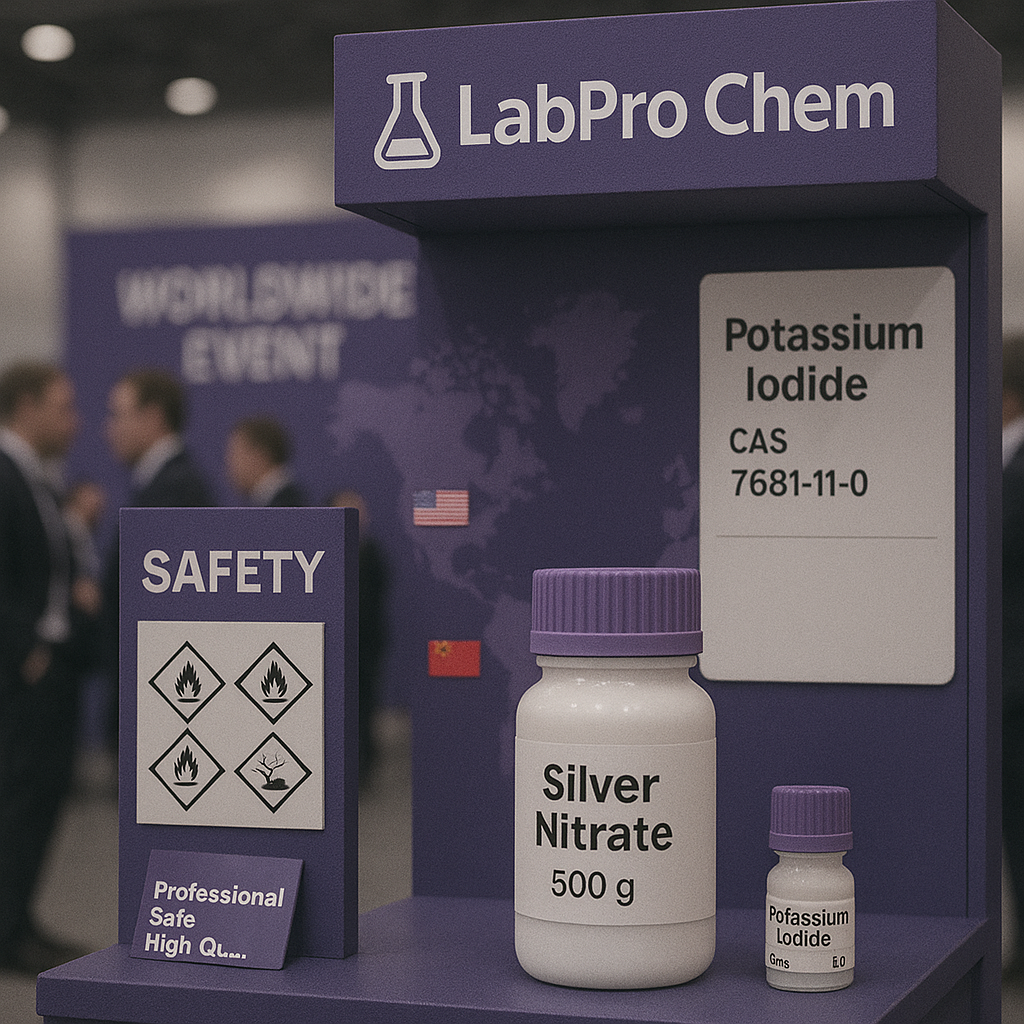 LabPro Chem
WORLDWIDE
EVENT
Potassium
Iodide
CAS
7681-11-0
SAFETY
Silver
Nitrate
500 g
Professional
Safe
High Qu...
Pofassium
Lodide
Gms